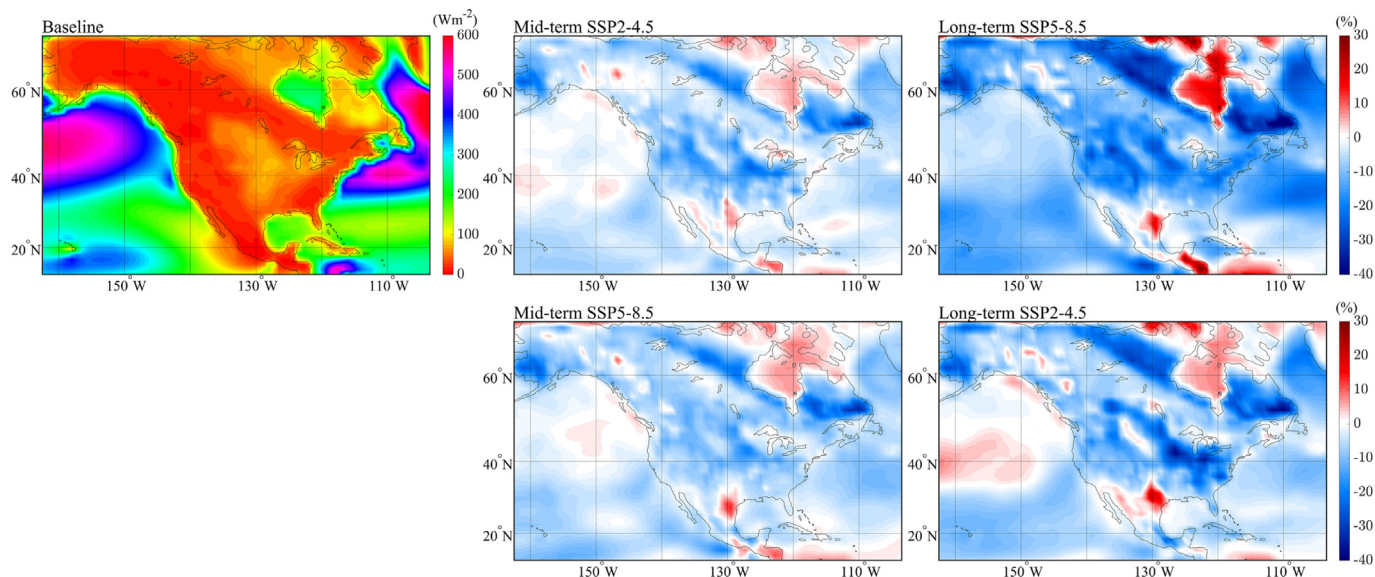 Baseline
(Wm-2)
600
500
400
300
200
100
0
60°N
40°N
20°N
150°W
130°W
110°W
Mid-term SSP2-4.5
60°N
40°N
20°N
150°W
130°W
110°W
Long-term SSP5-8.5
(%)
30
20
10
0
-10
-20
-30
-40
60°N
40°N
20°N
150°W
130°W
110°W
Mid-term SSP5-8.5
60°N
40°N
20°N
150°W
130°W
110°W
Long-term SSP2-4.5
(%)
30
20
10
0
-10
-20
-30
-40
60°N
40°N
20°N
150°W
130°W
110°W